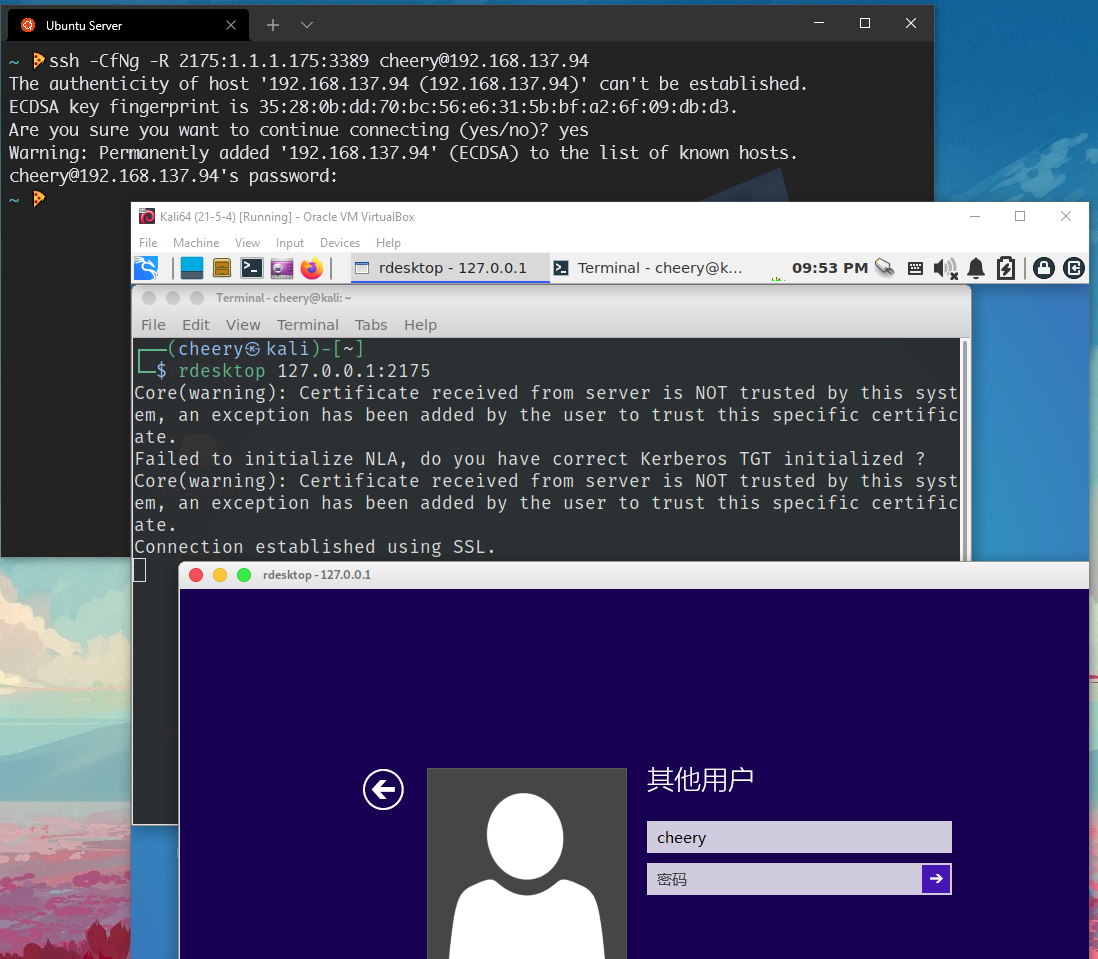 Ubuntu Server
~ 🍕ssh -CfNg -R 2175:1.1.1.175:3389 cheery@192.168.137.94
The authenticity of host '192.168.137.94 (192.168.137.94)' can't be established.
ECDSA key fingerprint is 35:28:0b:dd:70:bc:56:e6:31:5b:bf:a2:6f:09:db:d3.
Are you sure you want to continue connecting (yes/no)? yes
Warning: Permanently added '192.168.137.94' (ECDSA) to the list of known hosts.
cheery@192.168.137.94's password:
~ 🍕
Kali64 (21-5-4) [Running] - Oracle VM VirtualBox
File Machine View Input Devices Help
rdesktop - 127.0.0.1 Terminal - cheery@k... 09:53 PM
Terminal - cheery@kali: ~
File Edit View Terminal Tabs Help
┌──(cheery㉿kali)-[~]
└─$ rdesktop 127.0.0.1:2175
Core(warning): Certificate received from server is NOT trusted by this syst
em, an exception has been added by the user to trust this specific certific
ate.
Failed to initialize NLA, do you have correct Kerberos TGT initialized ?
Core(warning): Certificate received from server is NOT trusted by this syst
em, an exception has been added by the user to trust this specific certific
ate.
Connection established using SSL.
rdesktop - 127.0.0.1
其他用户
cheery
密码